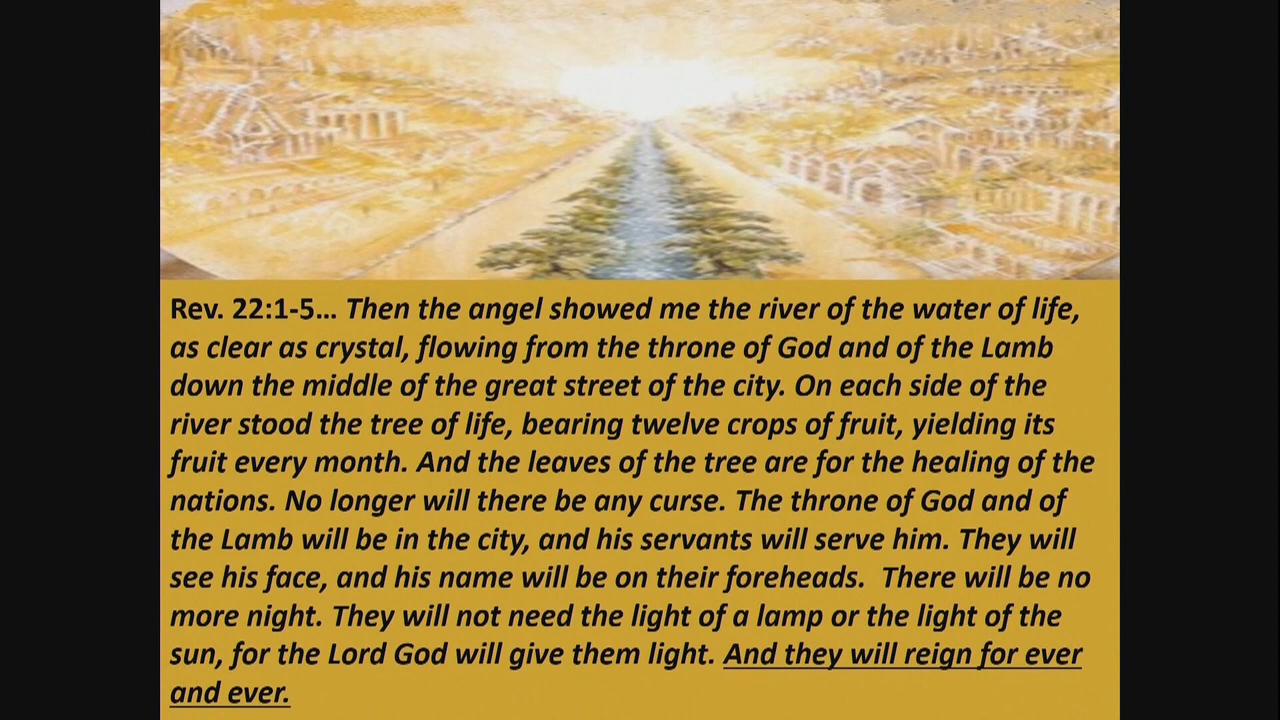 Rev. 22:1-5... Then the angel showed me the river of the water of life,
as clear as crystal, flowing from the throne of God and of the Lamb
down the middle of the great street of the city. On each side of the
river stood the tree of life, bearing twelve crops of fruit, yielding its
fruit every month. And the leaves of the tree are for the healing of the
nations. No longer will there be any curse. The throne of God and of
the Lamb will be in the city, and his servants will serve him. They will
see his face, and his name will be on their foreheads.  There will be no
more night. They will not need the light of a lamp or the light of the
sun, for the Lord God will give them light. And they will reign for ever
and ever.